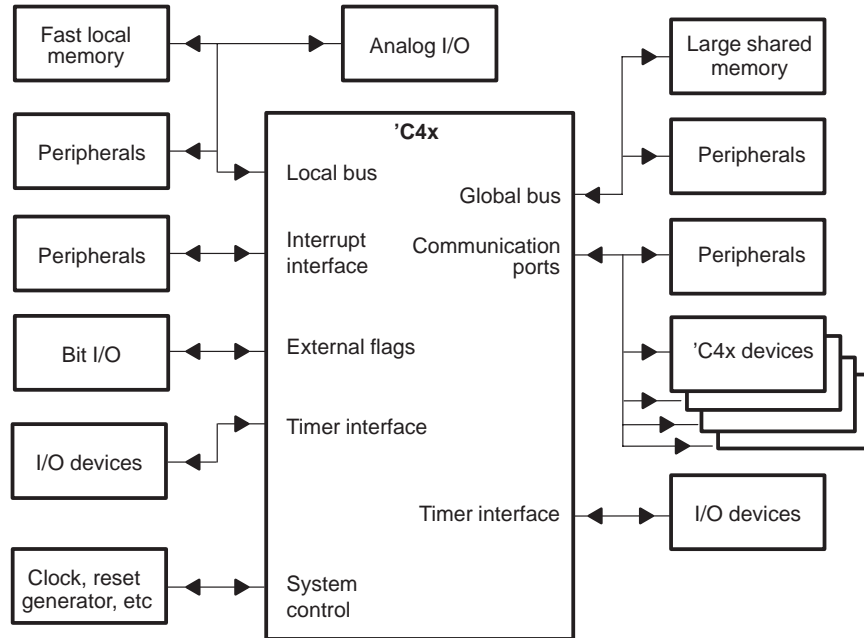 Fast local
memory
Analog I/O
Large shared
memory
Peripherals
’C4x
Local bus
Global bus
Peripherals
Peripherals
Interrupt
interface
Communication
ports
Peripherals
Bit I/O
External flags
’C4x devices
I/O devices
Timer interface
Timer interface
I/O devices
Clock, reset
generator, etc
System
control